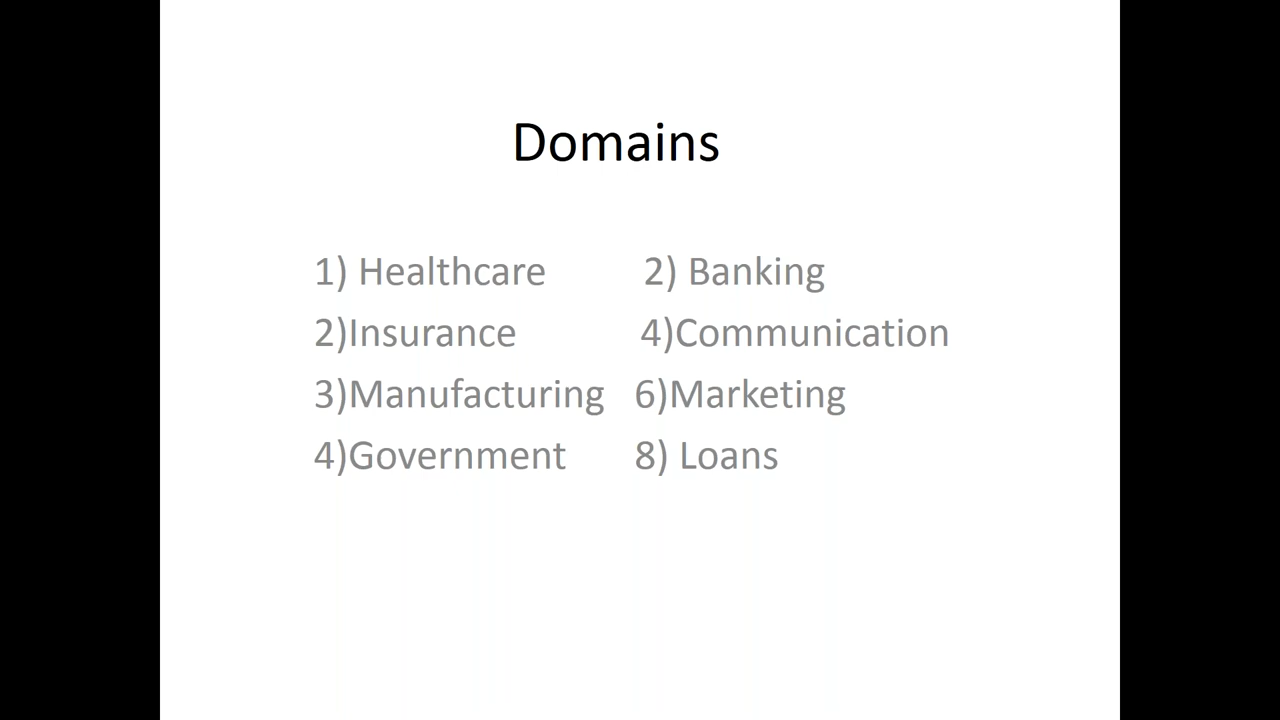 Domains
1) Healthcare 2) Banking
2)Insurance 4)Communication
3)Manufacturing 6)Marketing
4)Government 8) Loans